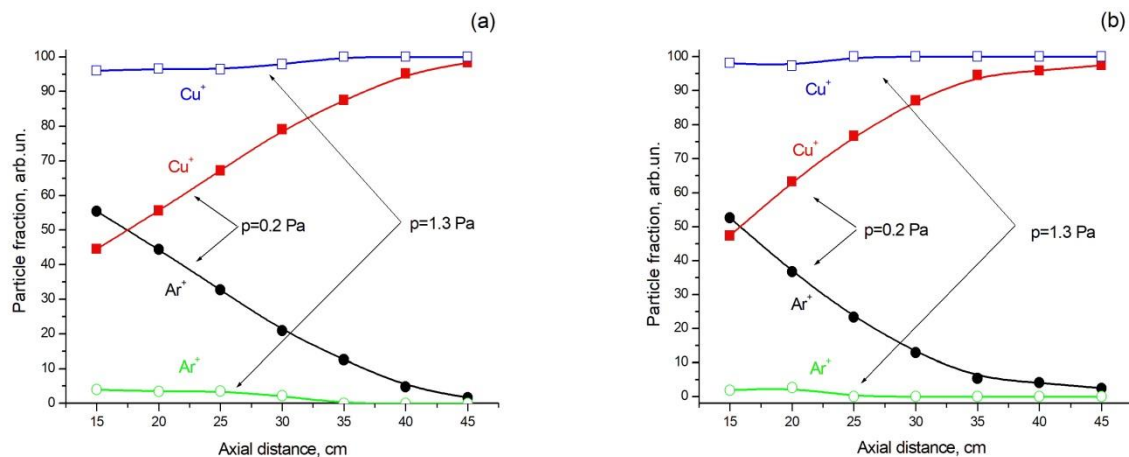 (a)
100
90
80
70
60
50
40
30
20
10
0
Particle fraction, arb.un.
Cu+
Cu+
p=0.2 Pa
p=1.3 Pa
Ar+
Ar+
15 20 25 30 35 40 45
Axial distance, cm
(b)
100
90
80
70
60
50
40
30
20
10
0
Particle fraction, arb.un.
Cu+
Cu+
p=0.2 Pa
p=1.3 Pa
Ar+
Ar+
15 20 25 30 35 40 45
Axial distance, cm